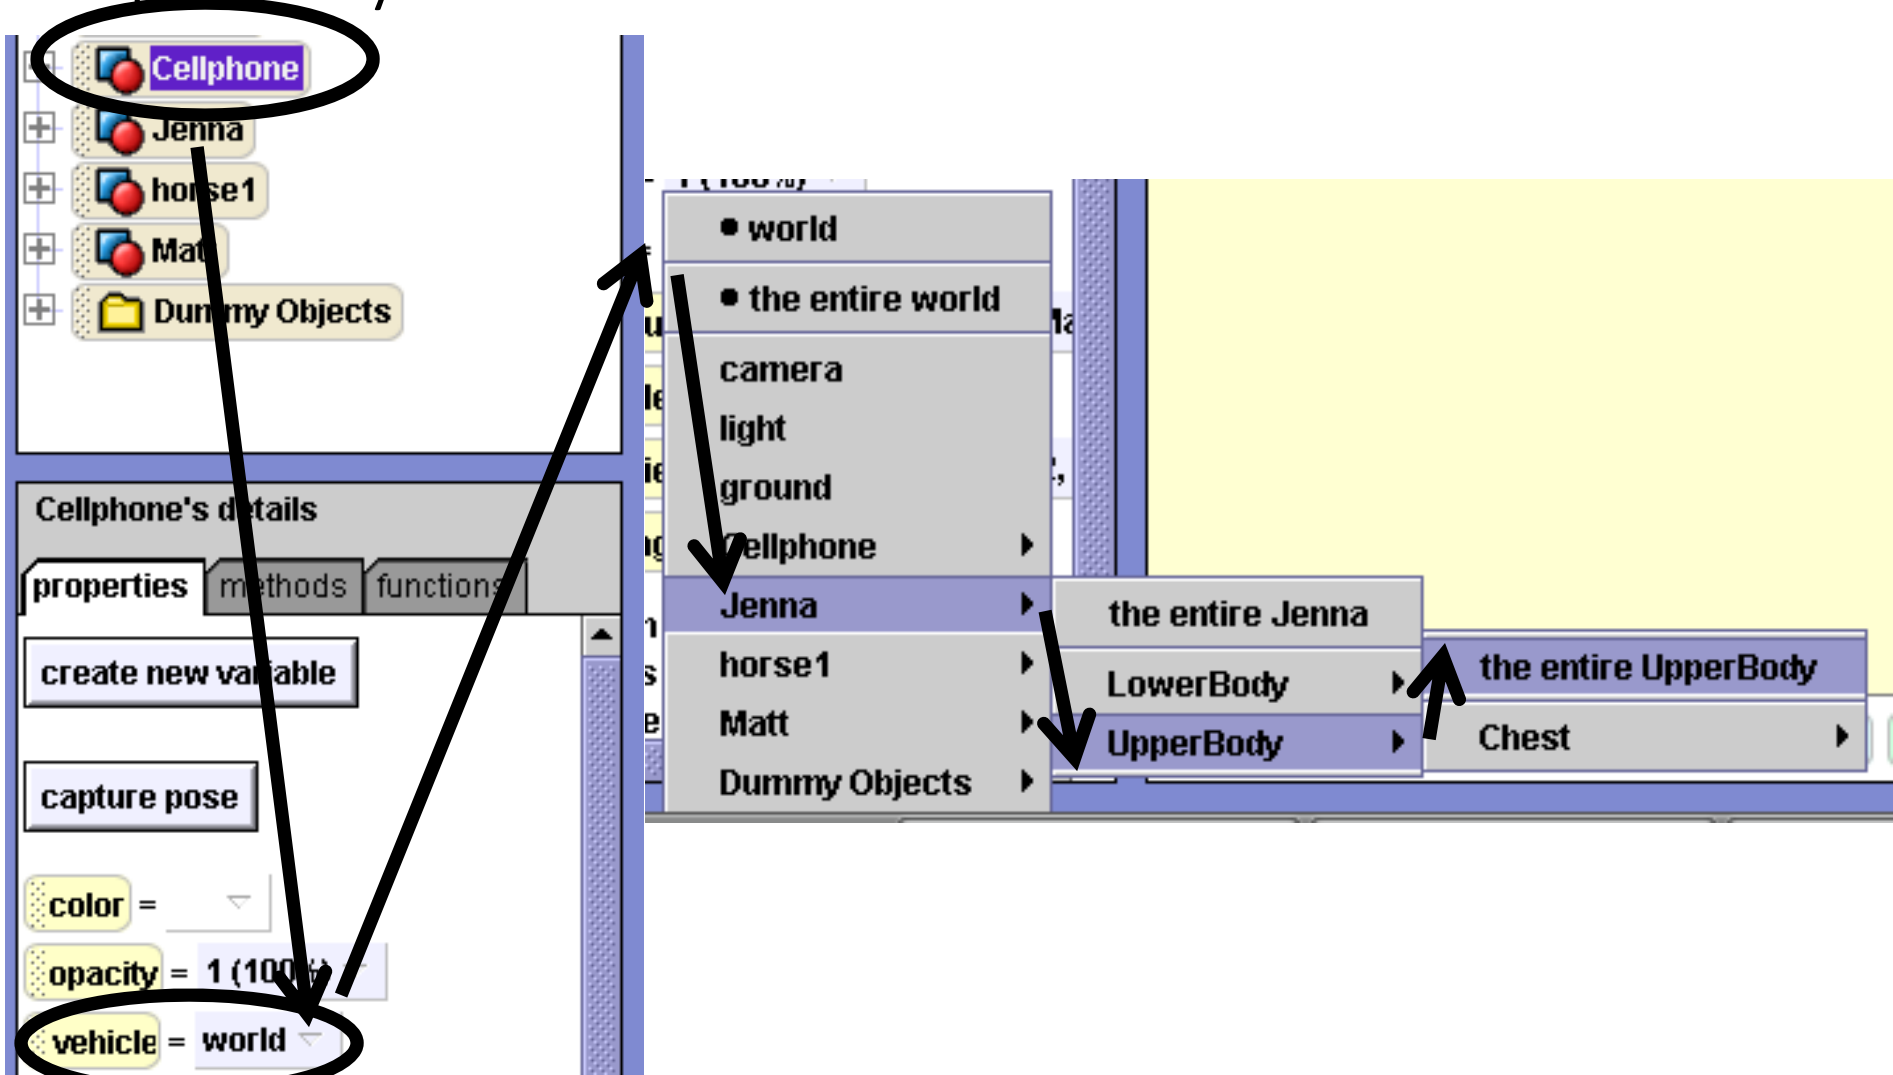 Cellphone
Jenna
horse1
Matt
Dummy Objects
Cellphone's details
properties methods functions
create new variable
capture pose
color =
opacity = 1 (100%)
vehicle = world
1 (100%)
• world
• the entire world
camera
light
ground
Cellphone
Jenna
horse1
Matt
Dummy Objects
the entire Jenna
LowerBody
UpperBody
the entire UpperBody
Chest